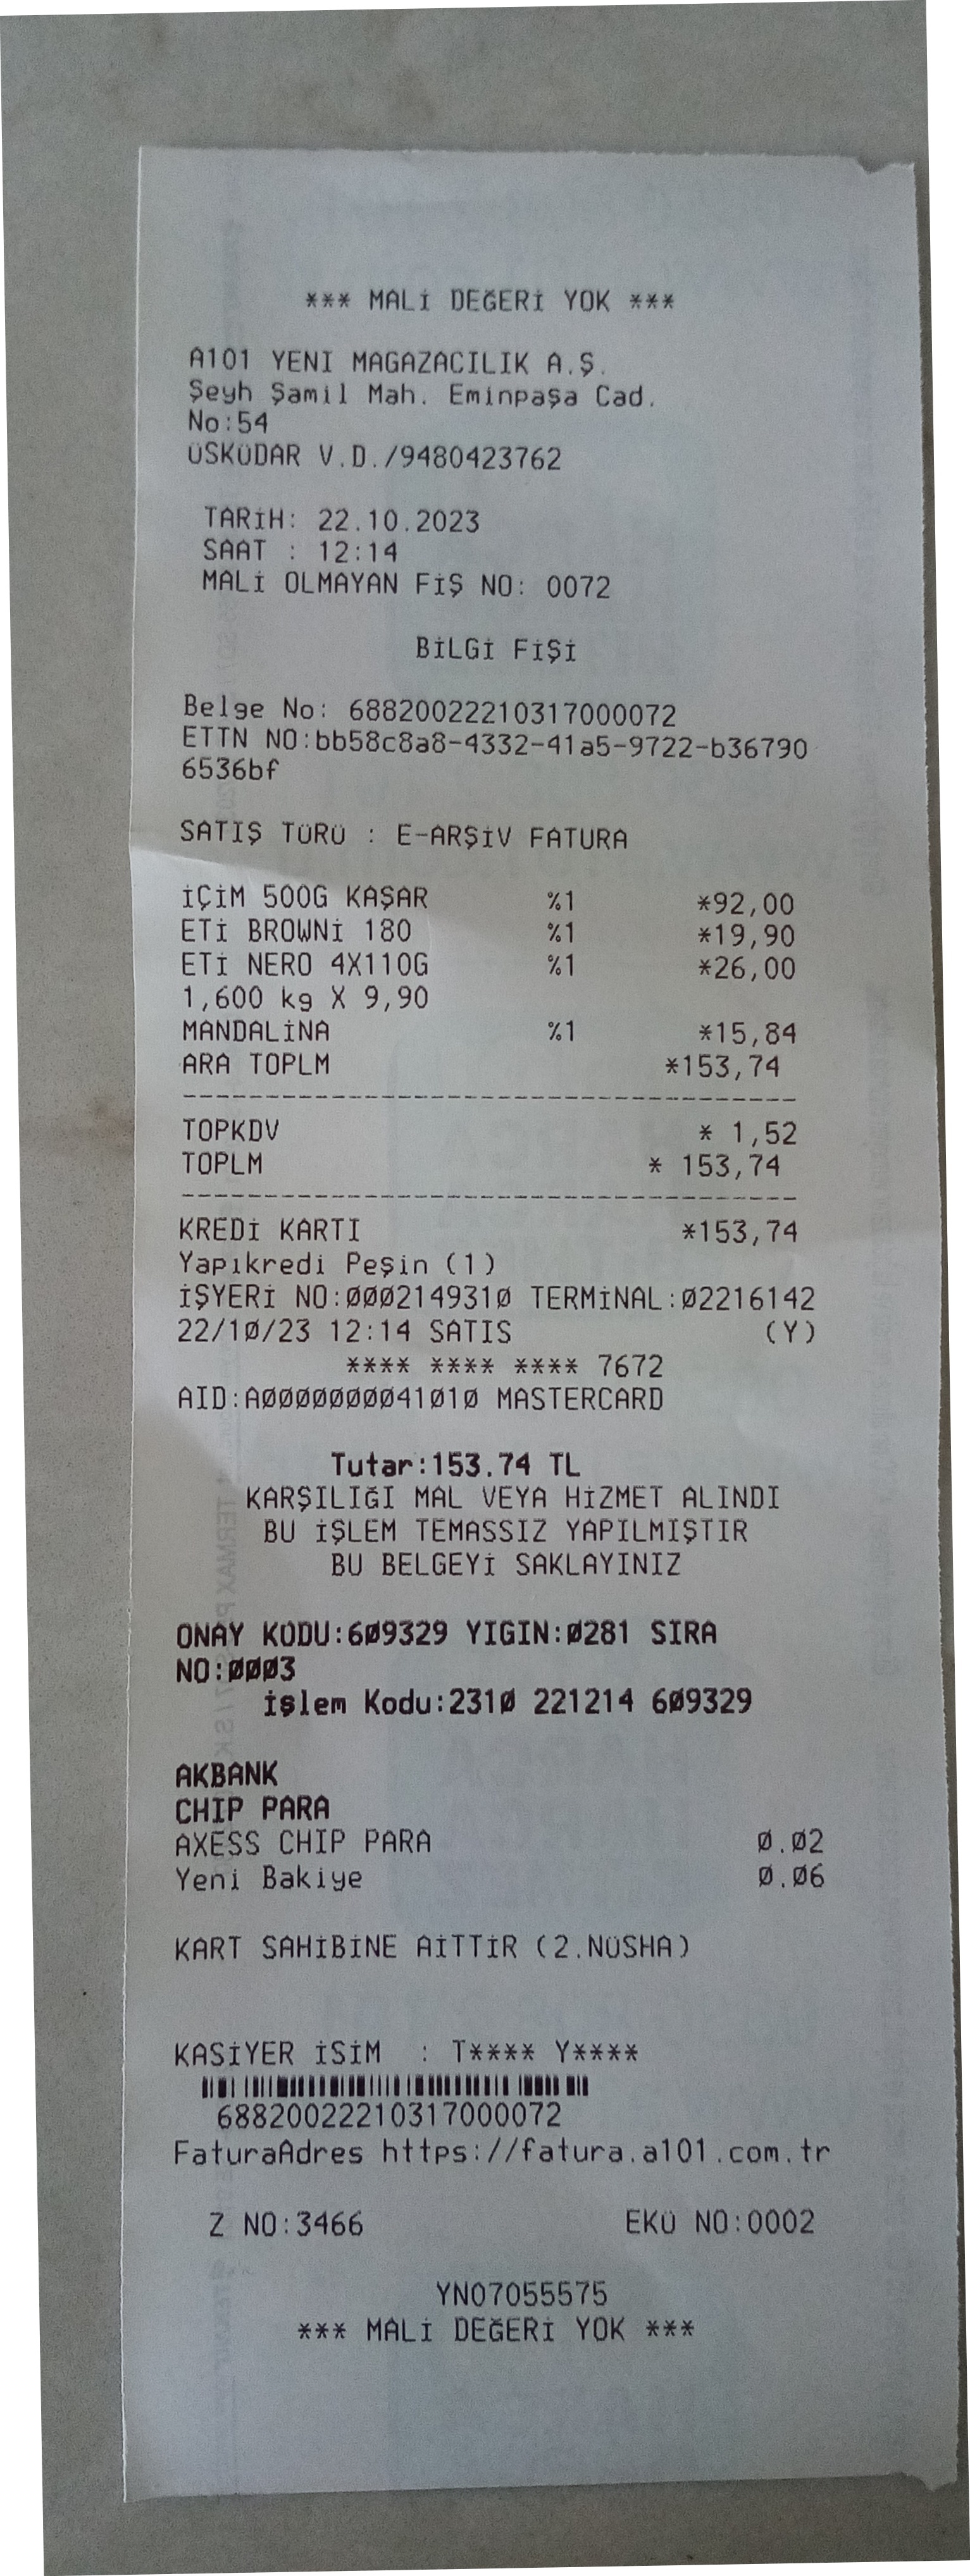 *** MALİ DEĞERİ YOK ***
A101 YENI MAGAZACILIK A.Ş.
Şeyh Şamil Mah. Eminpaşa Cad.
No:54
ÜSKÜDAR V.D./9480423762
TARİH: 22.10.2023
SAAT : 12:14
MALİ OLMAYAN FİŞ NO: 0072
BİLGİ FİŞİ
Belge No: 68820022210317000072
ETTN NO:bb58c8a8-4332-41a5-9722-b36790
6536bf
SATIŞ TÜRÜ : E-ARŞİV FATURA
İÇİM 500G KAŞAR %1 *92,00
ETİ BROWNİ 180 %1 *19,90
ETİ NERO 4X110G %1 *26,00
1,600 kg X 9,90
MANDALİNA %1 *15,84
ARA TOPLM *153,74
--------------------------------------
TOPKDV * 1,52
TOPLM * 153,74
--------------------------------------
KREDİ KARTI *153,74
Yapıkredi Peşin (1)
İŞYERİ NO:0002149310 TERMİNAL:02216142
22/10/23 12:14 SATIS (Y)
**** **** **** 7672
AID:A0000000041010 MASTERCARD
Tutar:153.74 TL
KARŞILIĞI MAL VEYA HİZMET ALINDI
BU İŞLEM TEMASSIZ YAPILMIŞTIR
BU BELGEYİ SAKLAYINIZ
ONAY KODU:609329 YIGIN:0281 SIRA
NO:0003
İşlem Kodu:2310 221214 609329
AKBANK
CHIP PARA
AXESS CHIP PARA 0.02
Yeni Bakiye 0.06
KART SAHİBİNE AİTTİR (2.NÜSHA)
KASİYER İSİM : T**** Y****
68820022210317000072
FaturaAdres https://fatura.a101.com.tr
Z NO:3466 EKÜ NO:0002
YN07055575
*** MALİ DEĞERİ YOK ***